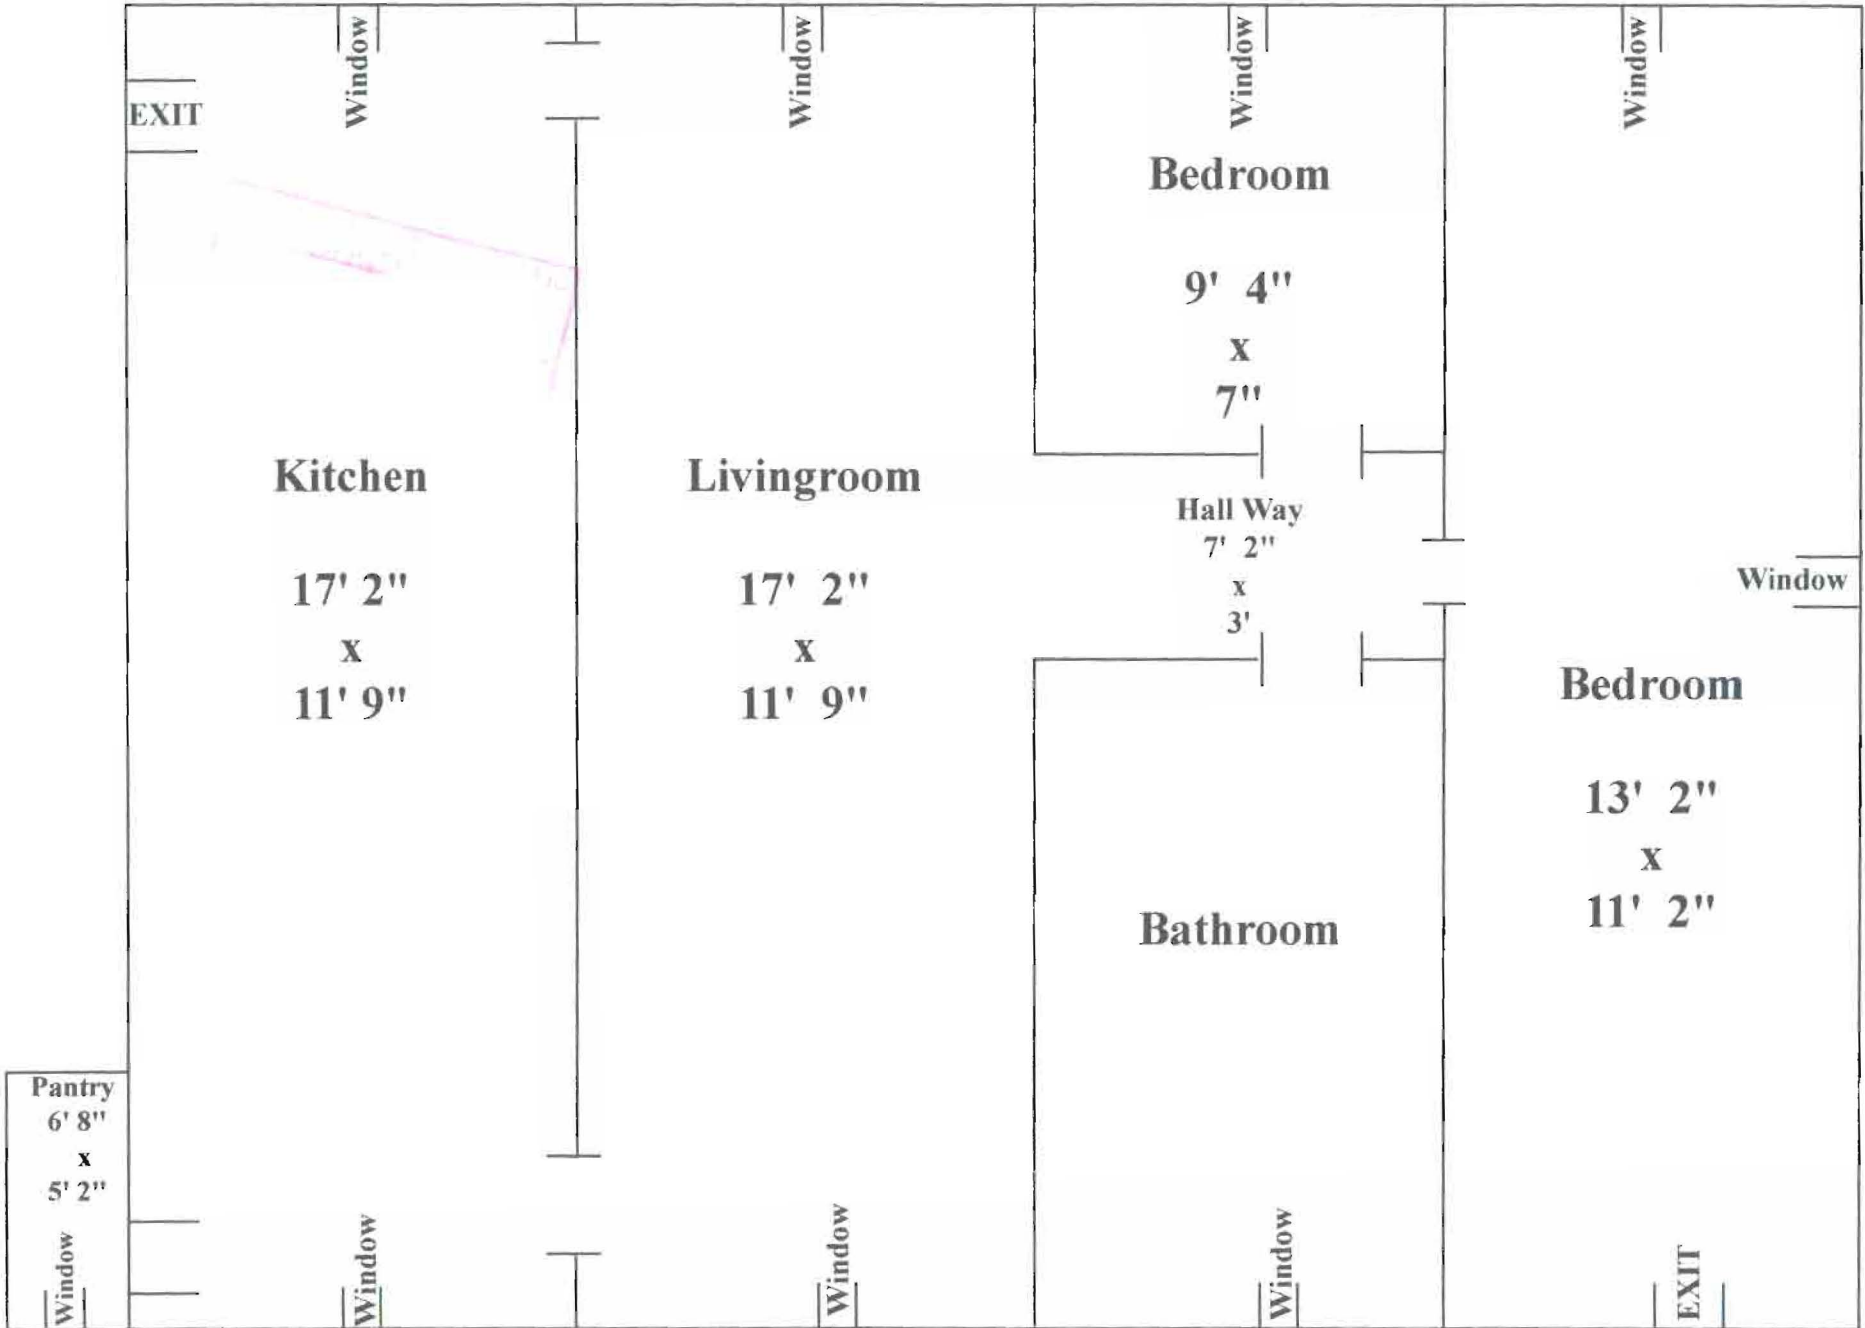 Window
Window
Window
Window
EXIT
Bedroom
9' 4"
x
7"
Kitchen
17' 2"
x
11' 9"
Livingroom
17' 2"
x
11' 9"
Hall Way
7' 2"
x
3'
Window
Bedroom
13' 2"
x
11' 2"
Bathroom
Pantry
6' 8"
x
5' 2"
Window
Window
Window
Window
EXIT